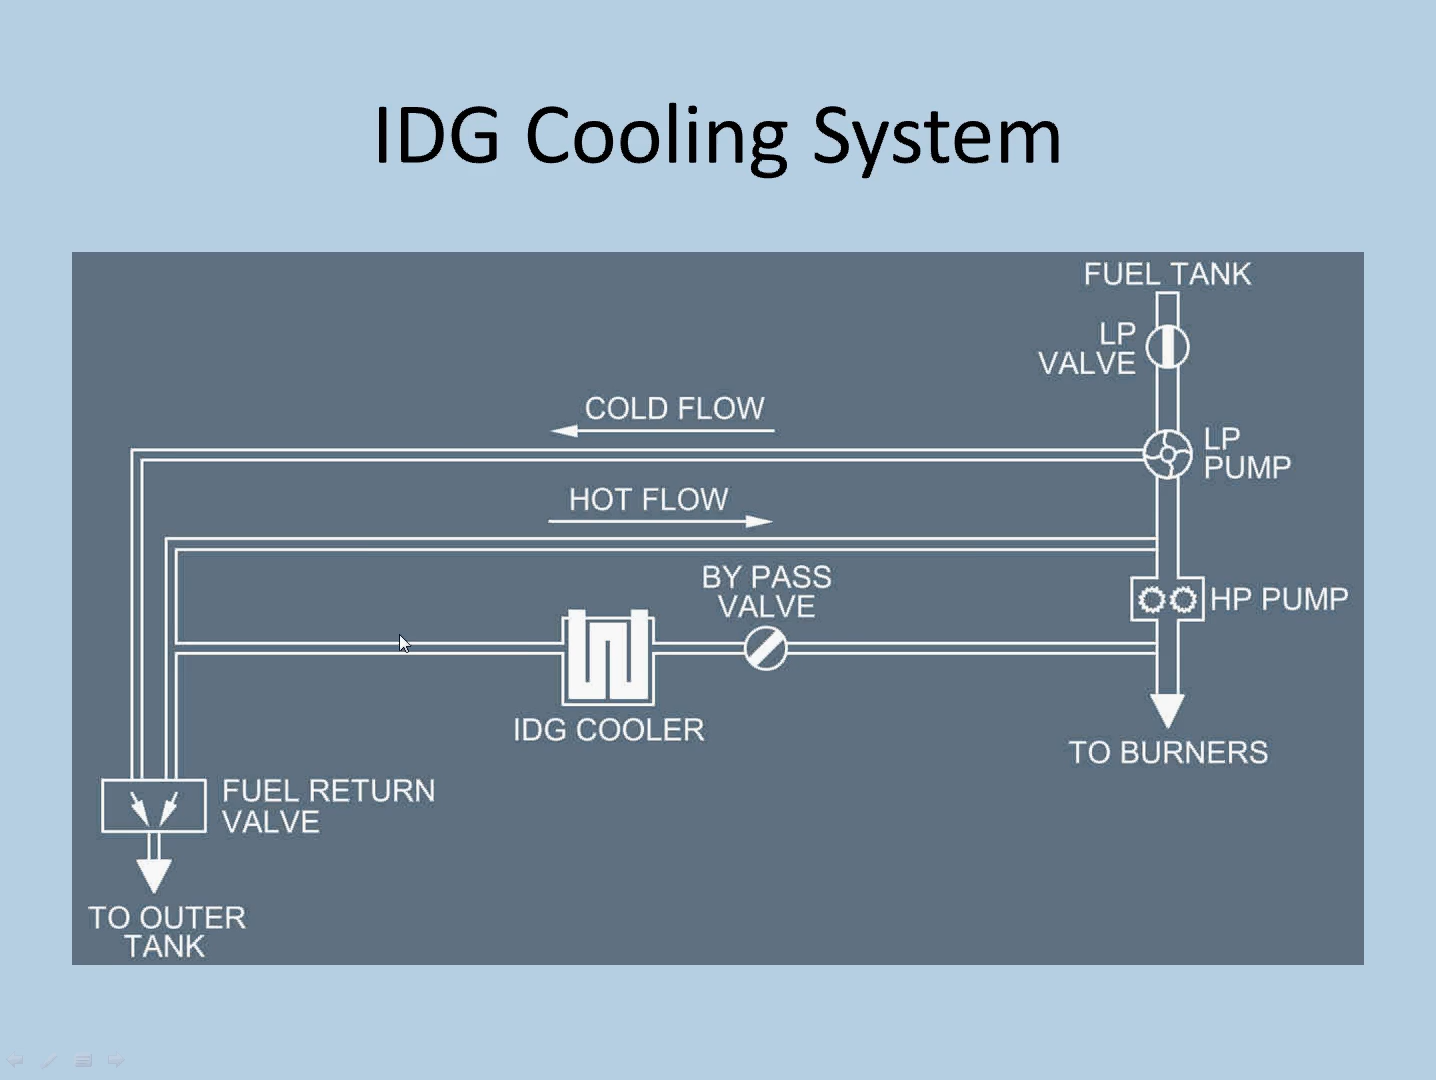 IDG Cooling System
FUEL TANK
LP
VALVE
COLD FLOW
LP
PUMP
HOT FLOW
BY PASS
VALVE
HP PUMP
IDG COOLER
TO BURNERS
FUEL RETURN
VALVE
TO OUTER
TANK